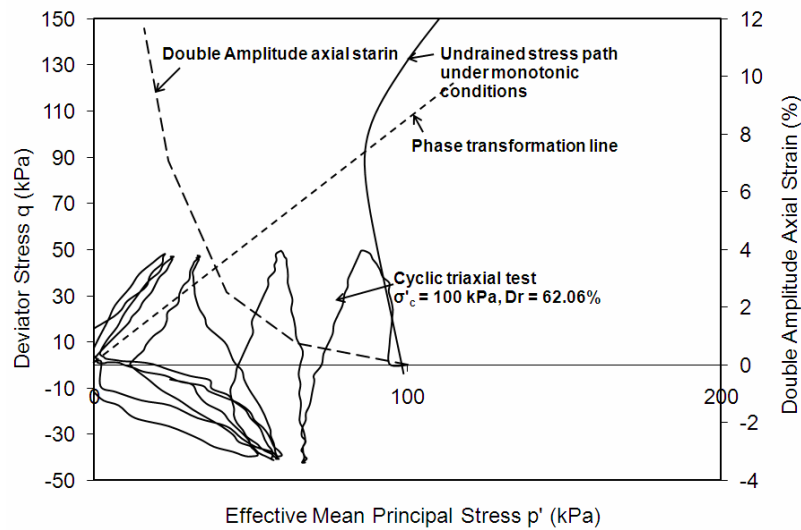 150
130
110
90
70
50
30
10
-10
-30
-50
Deviator Stress q (kPa)
0
100
200
Effective Mean Principal Stress p' (kPa)
12
10
8
6
4
2
0
-2
-4
Double Amplitude Axial Strain (%)
Double Amplitude axial starin
Undrained stress path
under monotonic
conditions
Phase transformation line
Cyclic triaxial test
σ'c = 100 kPa, Dr = 62.06%